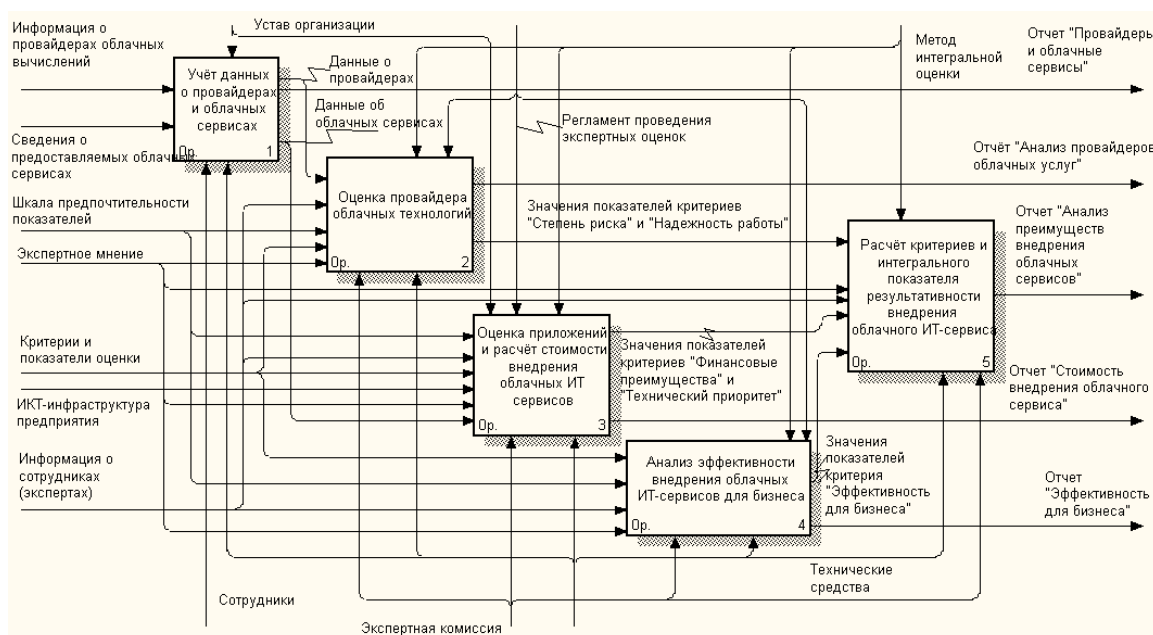 Информация о
провайдерах облачных
вычислений
Устав организации
Метод
интегральной
оценки
Отчет "Провайдеры
и облачные
сервисы"
Учёт данных
о провайдерах
и облачных
сервисах
0р. 1
Данные о
провайдерах
Данные об
облачных сервисах
Регламент проведения
экспертных оценок
Сведения о
предоставляемых облачных
сервисах
Отчёт "Анализ провайдеров
облачных услуг"
Оценка провайдера
облачных технологий
0р. 2
Шкала предпочтительности
показателей
Экспертное мнение
Значения показателей критериев
"Степень риска" и "Надежность работы"
Отчет "Анализ
преимуществ
внедрения
облачных
сервисов"
Расчёт критериев и
интегрального
показателя
результативности
внедрения
облачного ИТ-сервиса
0р. 5
Оценка приложений
и расчёт стоимости
внедрения
облачных ИТ
сервисов
0р. 3
Значения показателей
критериев "Финансовые
преимущества" и
"Технический приоритет"
Критерии и
показатели оценки
ИКТ-инфраструктура
предприятия
Отчет "Стоимость
внедрения облачного
сервиса"
Информация о
сотрудниках
(экспертах)
Анализ эффективности
внедрения облачных
ИТ-сервисов для бизнеса
0р. 4
Значения
показателей
критерия
"Эффективность
для бизнеса"
Отчет
"Эффективность
для бизнеса"
Технические
средства
Сотрудники
Экспертная комиссия